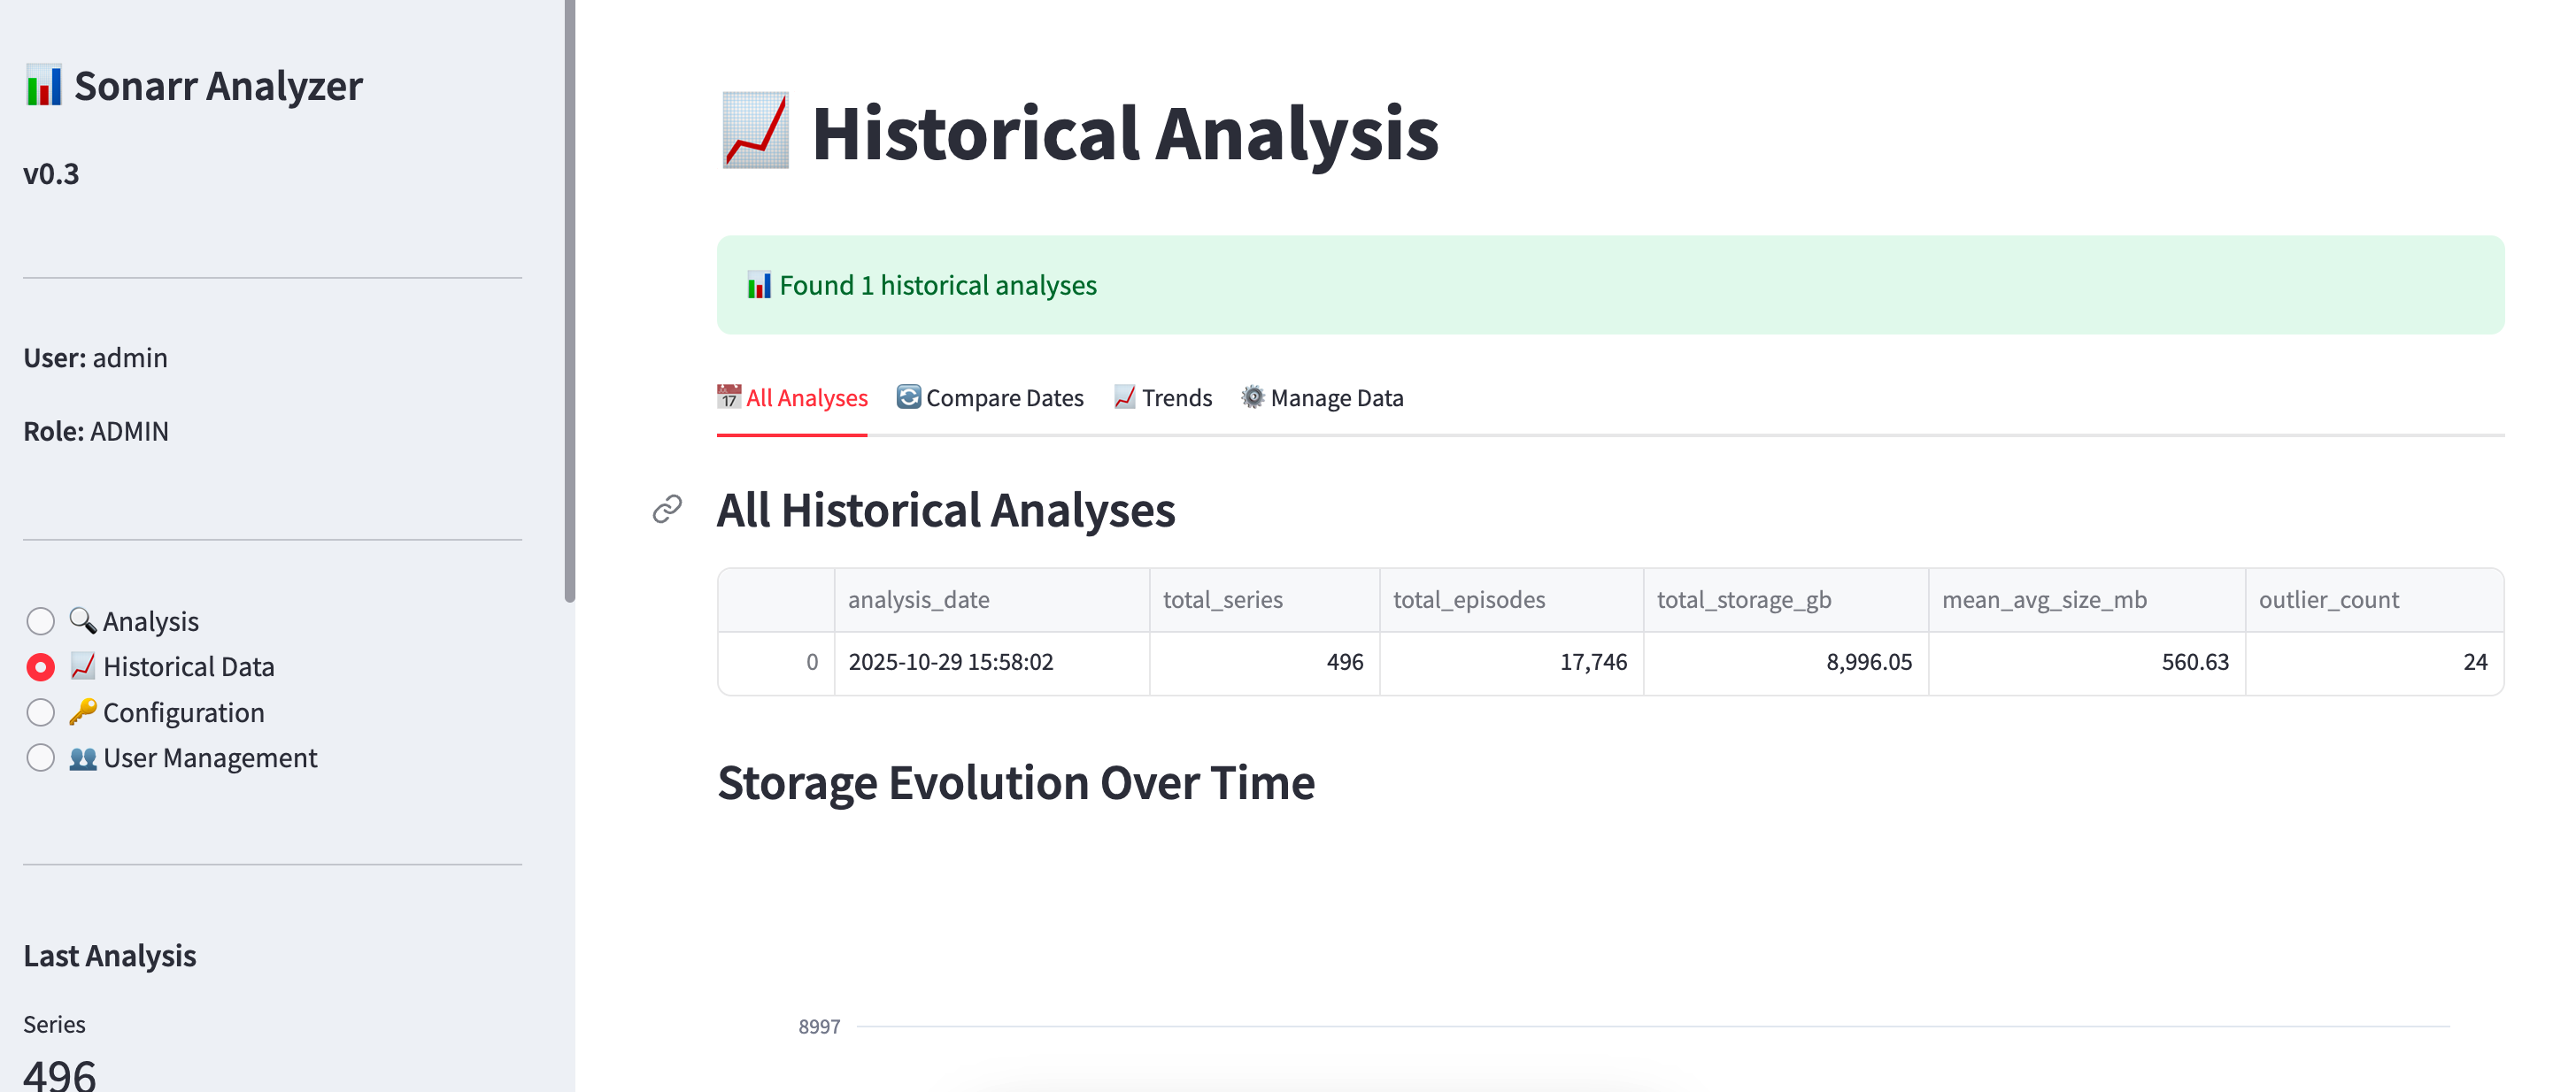 Sonarr Analyzer
v0.3
User: admin
Role: ADMIN
Analysis
Historical Data
Configuration
User Management
Last Analysis
Series
496
Historical Analysis
Found 1 historical analyses
All Analyses Compare Dates Trends Manage Data
All Historical Analyses
analysis_date total_series total_episodes total_storage_gb mean_avg_size_mb outlier_count
0 2025-10-29 15:58:02 496 17,746 8,996.05 560.63 24
Storage Evolution Over Time
8997